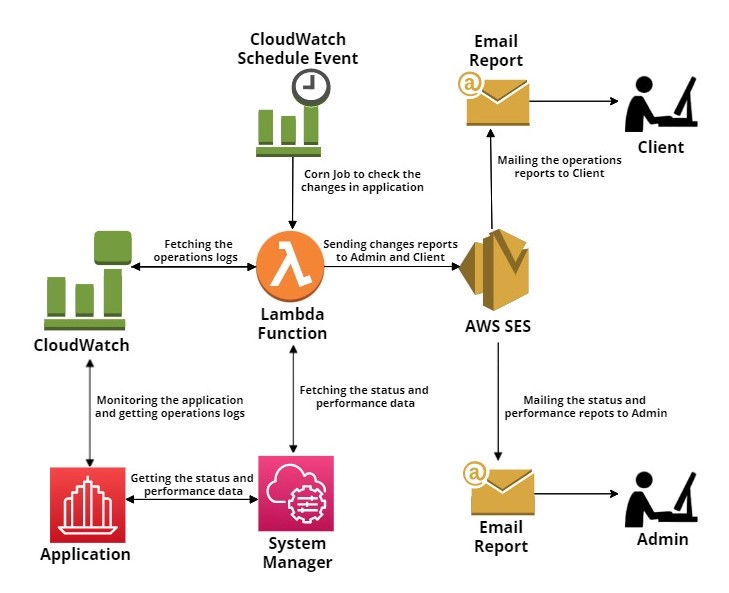 CloudWatch
Schedule Event
Email
Report
@
Client
Corn Job to check the
changes in application
Mailing the operations
reports to Client
Fetching the
operations logs
λ
Sending changes reports
to Admin and Client
Lambda
Function
AWS SES
CloudWatch
Monitoring the application
and getting operations logs
Fetching the status and
performance data
Mailing the status and
performance repots to Admin
Getting the status and
performance data
@
Application
System
Manager
Email
Report
Admin